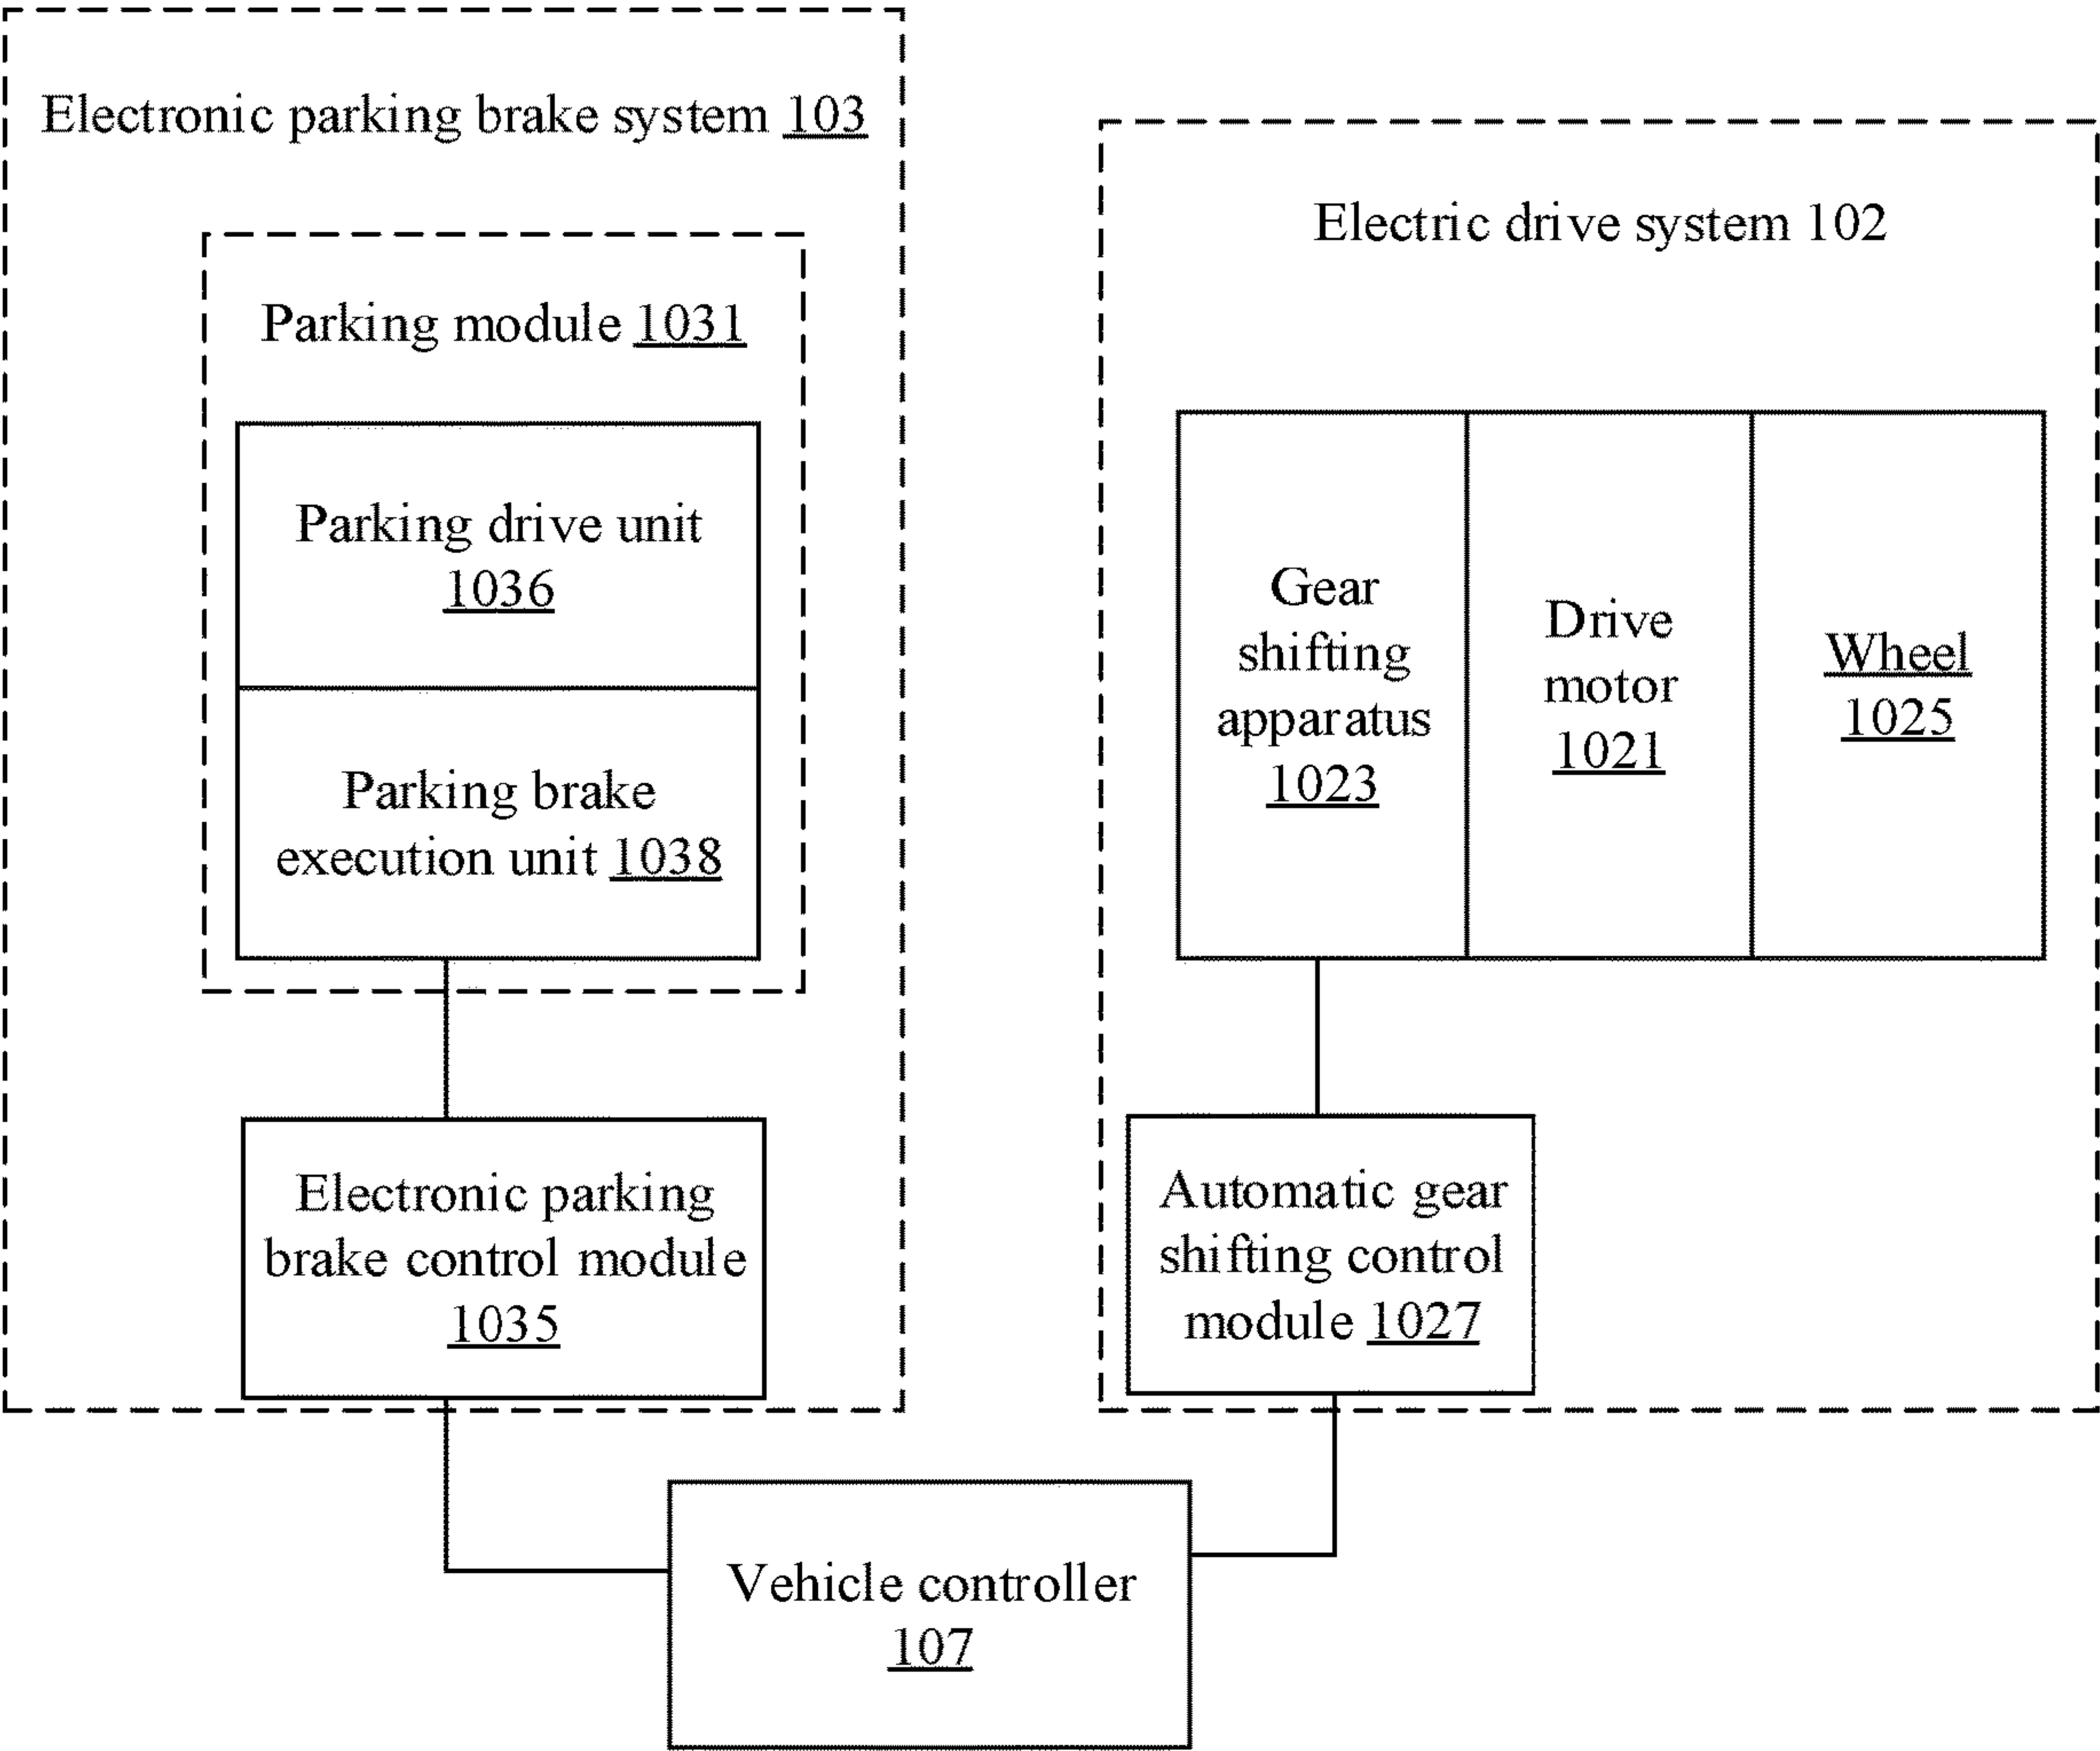 Electronic parking brake system 103
Parking module 1031
Parking drive unit
1036
Parking brake
execution unit 1038
Electronic parking
brake control module
1035
Electric drive system 102
Gear
shifting
apparatus
1023
Drive
motor
1021
Wheel
1025
Automatic gear
shifting control
module 1027
Vehicle controller
107